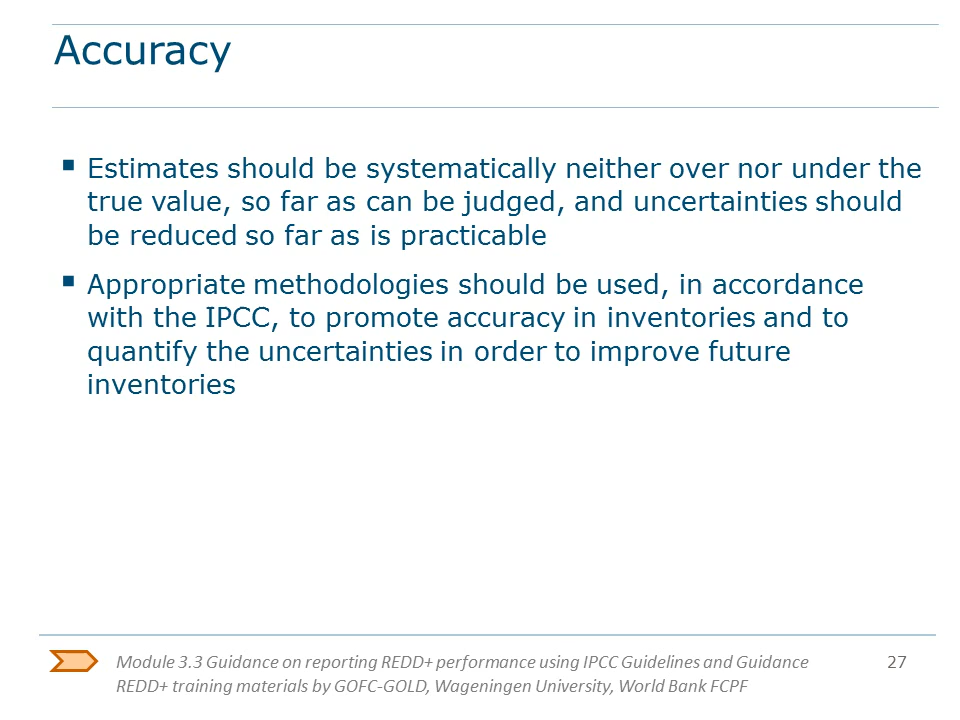 Accuracy
▪ Estimates should be systematically neither over nor under the
true value, so far as can be judged, and uncertainties should
be reduced so far as is practicable
▪ Appropriate methodologies should be used, in accordance
with the IPCC, to promote accuracy in inventories and to
quantify the uncertainties in order to improve future
inventories
Module 3.3 Guidance on reporting REDD+ performance using IPCC Guidelines and Guidance 27
REDD+ training materials by GOFC-GOLD, Wageningen University, World Bank FCPF